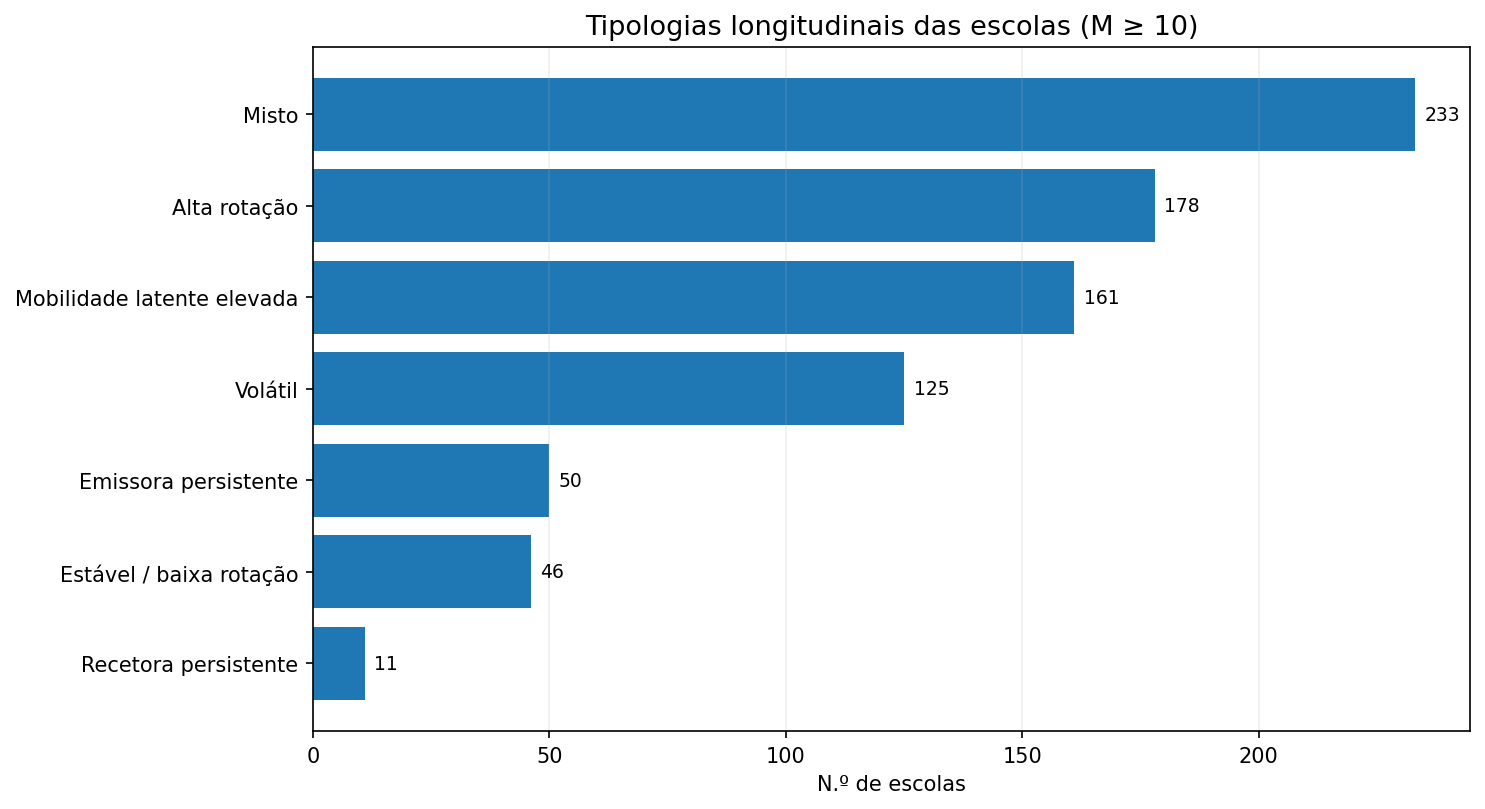 Tipologias longitudinais das escolas (M ≥ 10)
Misto 233
Alta rotação 178
Mobilidade latente elevada 161
Volátil 125
Emissora persistente 50
Estável / baixa rotação 46
Recetora persistente 11
0 50 100 150 200
N.º de escolas